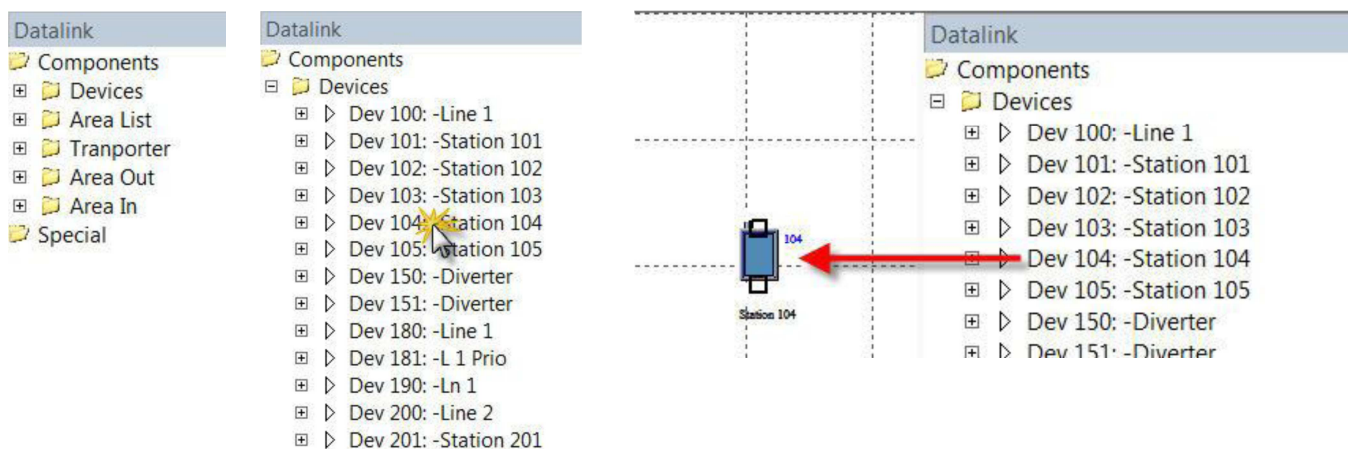 Datalink
Components
Devices
Area List
Tranporter
Area Out
Area In
Special
Datalink
Components
Devices
Dev 100: -Line 1
Dev 101: -Station 101
Dev 102: -Station 102
Dev 103: -Station 103
Dev 104: -Station 104
Dev 105: -Station 105
Dev 150: -Diverter
Dev 151: -Diverter
Dev 180: -Line 1
Dev 181: -L 1 Prio
Dev 190: -Ln 1
Dev 200: -Line 2
Dev 201: -Station 201
104
Station 104
Datalink
Components
Devices
Dev 100: -Line 1
Dev 101: -Station 101
Dev 102: -Station 102
Dev 103: -Station 103
Dev 104: -Station 104
Dev 105: -Station 105
Dev 150: -Diverter
Dev 151: -Diverter